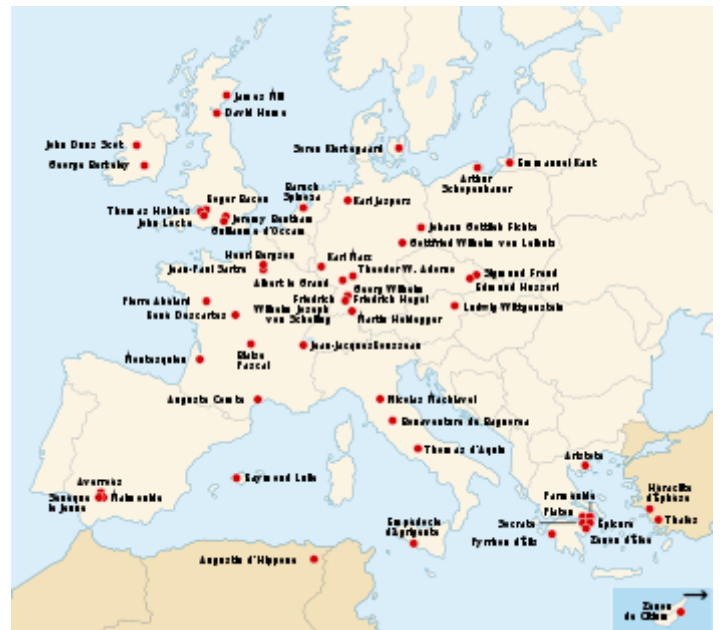 James Mill
David Hume
John Duns Scot
George Berkeley
Soren Kierkegaard
Emmanuel Kant
Arthur
Schopenhauer
Roger Bacon
Baruch
Spinoza
Karl Jaspers
Thomas Hobbes
John Locke
Jeremy Bentham
Guillaume d'Occam
Johann Gottlieb Fichte
Gottfried Wilhelm von Leibniz
Henri Bergson
Jean-Paul Sartre
Karl Marx
Theodor W. Adorno
Albert le Grand
Sigmund Freud
Edmund Husserl
Georg Wilhelm
Friedrich Hegel
Friedrich
Wilhelm Joseph
von Schelling
Pierre Abélard
René Descartes
Martin Heidegger
Ludwig Wittgenstein
Montesquieu
Blaise
Pascal
Jean-Jacques Rousseau
Auguste Comte
Nicolas Machiavel
Bonaventure de Bagnorea
Thomas d'Aquin
Aristote
Averroès
Sénèque
le Jeune
Maïmonide
Raymond Lulle
Héraclite
d'Éphèse
Parménide
Platon
Socrate
Épicure
Thalès
Empédocle
d'Agrigente
Pyrrhon d'Élis
Zénon d'Élée
Augustin d'Hippone
Zénon
de Citium